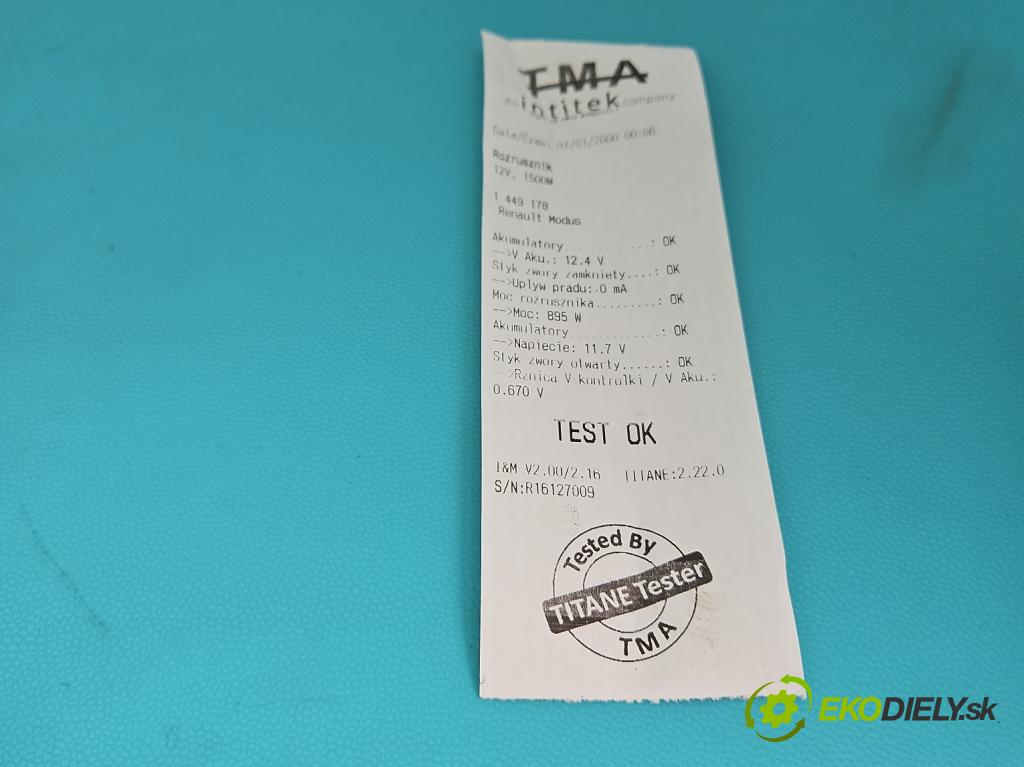 TMA
An intitek company
Data/Czas: 01/01/2000 00:06
Rozrusznik
12V, 1500W
1 449 178
Renault Modus
Akumulatory.............: OK
-->V Aku.: 12.4 V
Styk zwory zamkniety....: OK
-->Uplyw pradu: 0 mA
Moc rozrusznika.........: OK
-->Moc: 895 W
Akumulatory.............: OK
-->Napiecie: 11.7 V
Styk zwory otwarty......: OK
-->Rznica V kontrolki / V Aku.:
0.670 V
TEST OK
I&M V2.00/2.16 TITANE:2.22.0
S/N:R16127009
Tested By
TITANE Tester
TMA
EKODIELY.sk